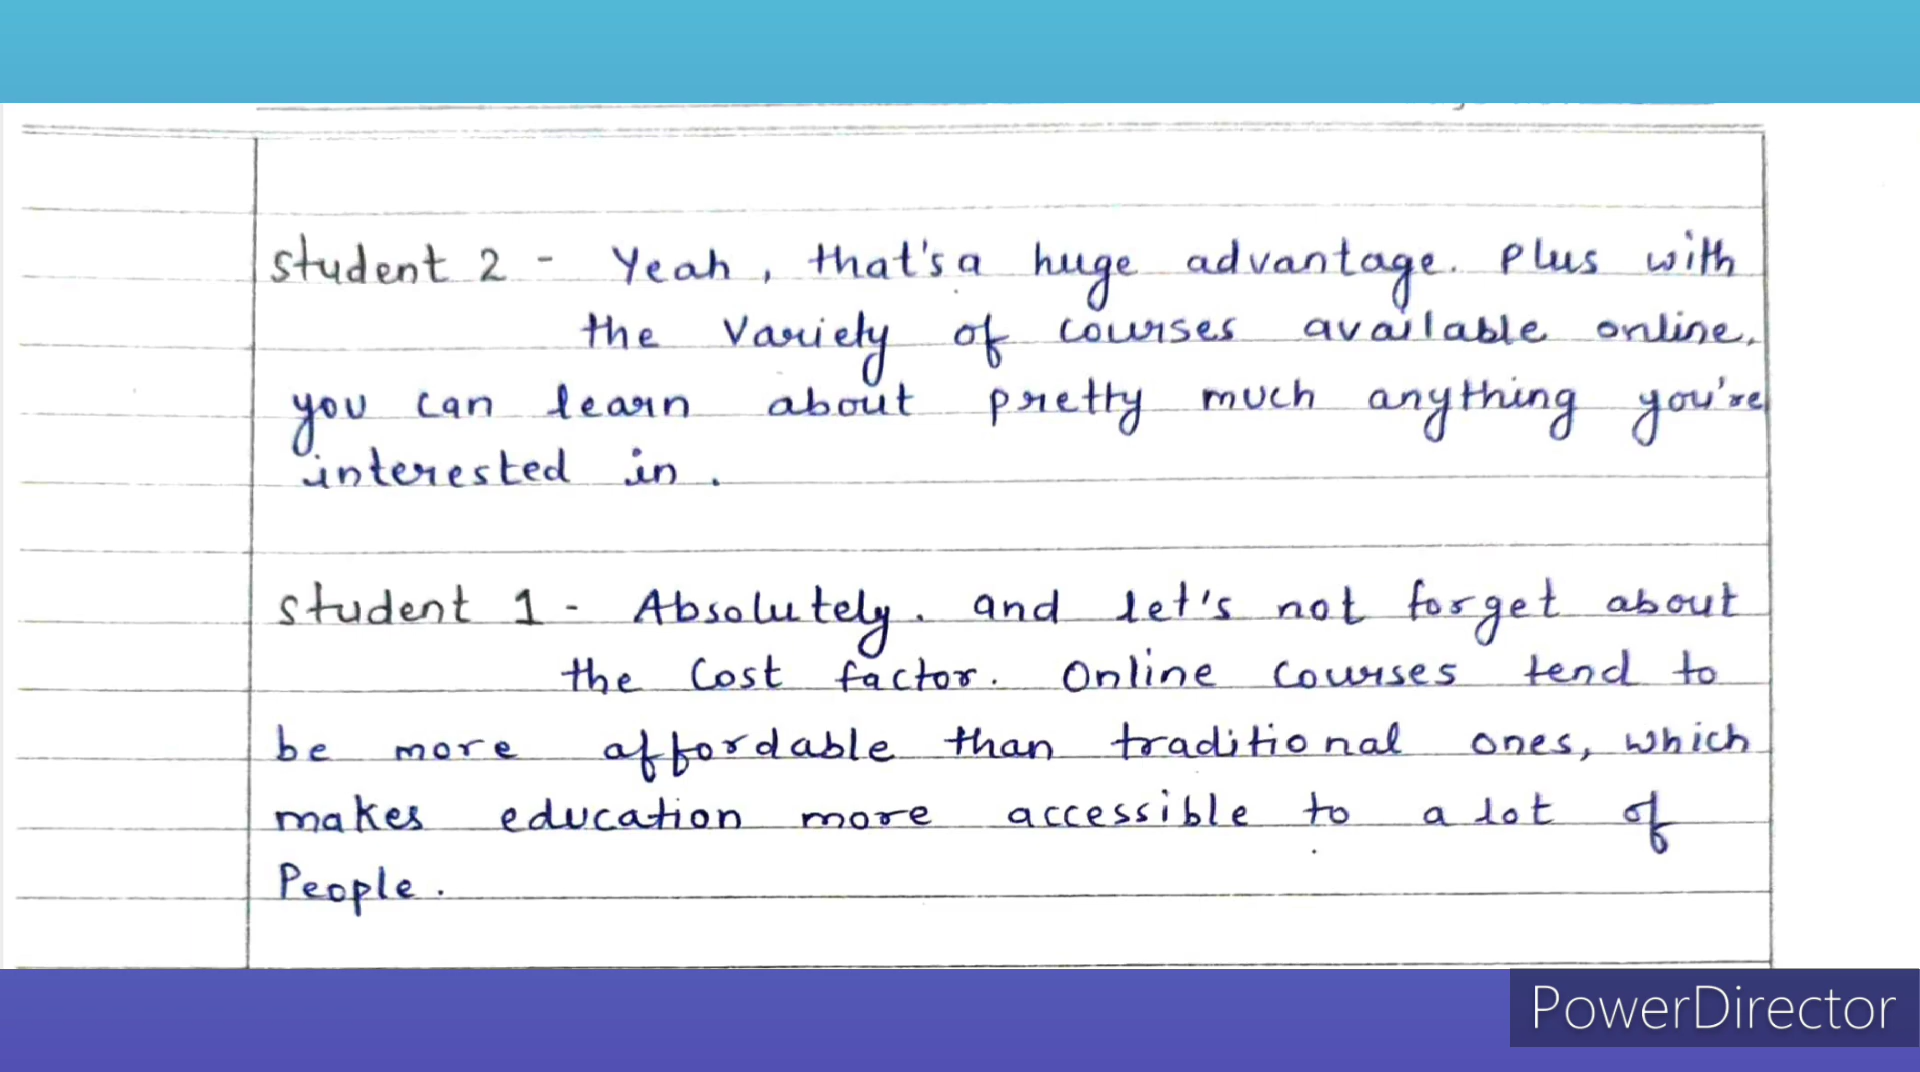 student 2 - Yeah, that's a huge advantage. Plus with
the Variety of courses available online,
you can learn about pretty much anything you're
interested in.
student 1 - Absolutely. and let's not forget about
the Cost factor. Online courses tend to
be more affordable than traditional ones, which
makes education more accessible to a lot of
People.
PowerDirector